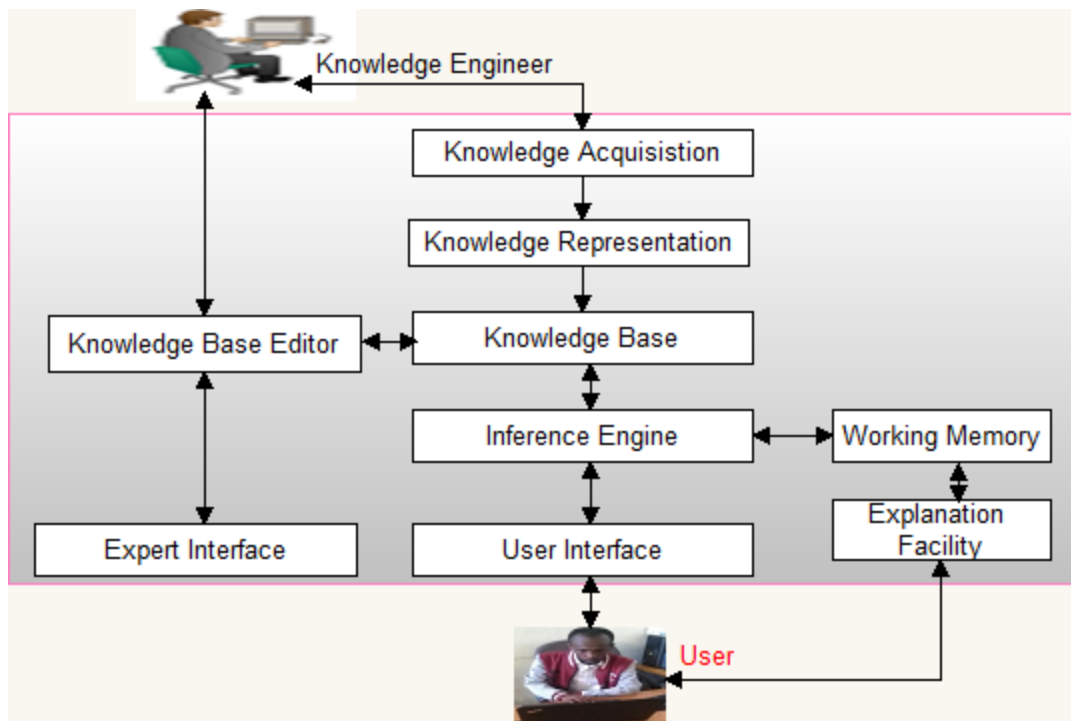 Knowledge Engineer
Knowledge Acquisistion
Knowledge Representation
Knowledge Base Editor
Knowledge Base
Inference Engine
Working Memory
Expert Interface
User Interface
Explanation
Facility
User